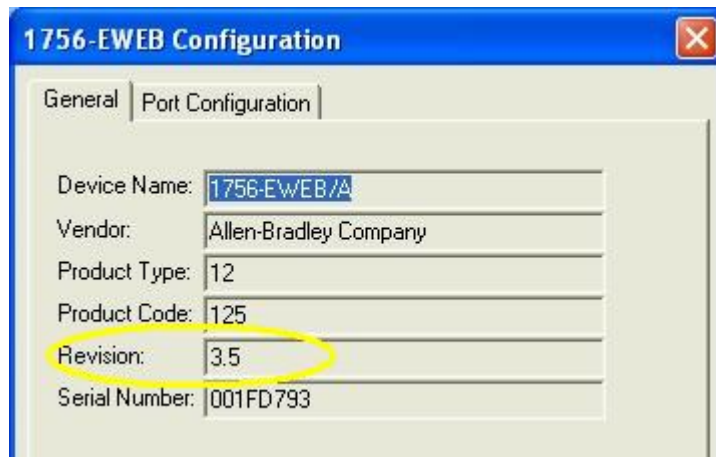 1756-EWEB Configuration
General Port Configuration
Device Name: 1756-EWEB/A
Vendor: Allen-Bradley Company
Product Type: 12
Product Code: 125
Revision: 3.5
Serial Number: 001FD793